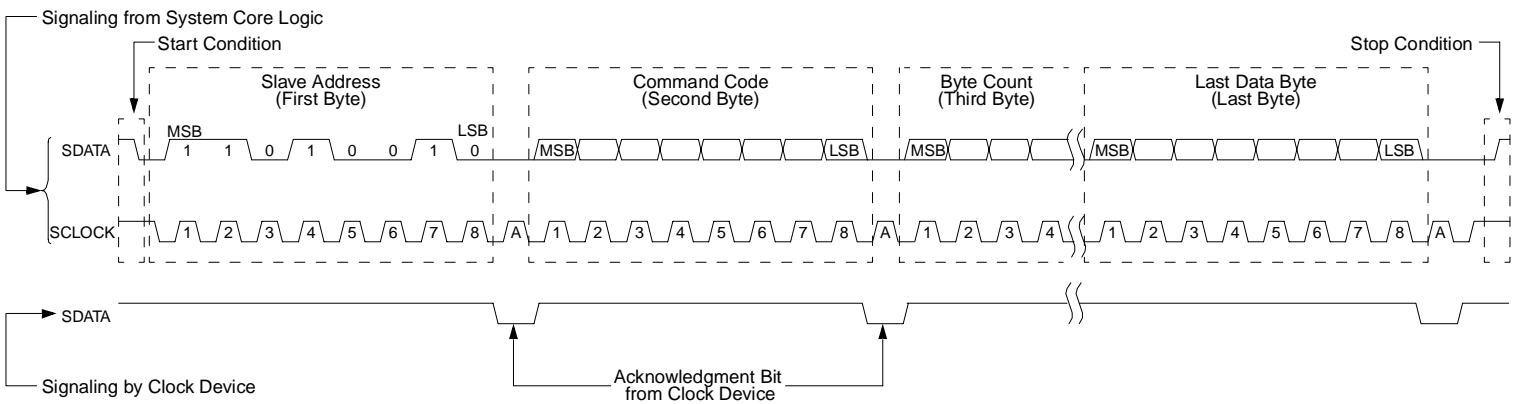 Signaling from System Core Logic
Start Condition
Stop Condition
Slave Address
(First Byte)
Command Code
(Second Byte)
Byte Count
(Third Byte)
Last Data Byte
(Last Byte)
MSB
LSB
SDATA
1 1 0 1 0 0 1 0
MSB
LSB
MSB
MSB
LSB
SCLOCK
1 2 3 4 5 6 7 8 A 1 2 3 4 5 6 7 8 A 1 2 3 4 1 2 3 4 5 6 7 8 A
SDATA
Signaling by Clock Device
Acknowledgment Bit
from Clock Device